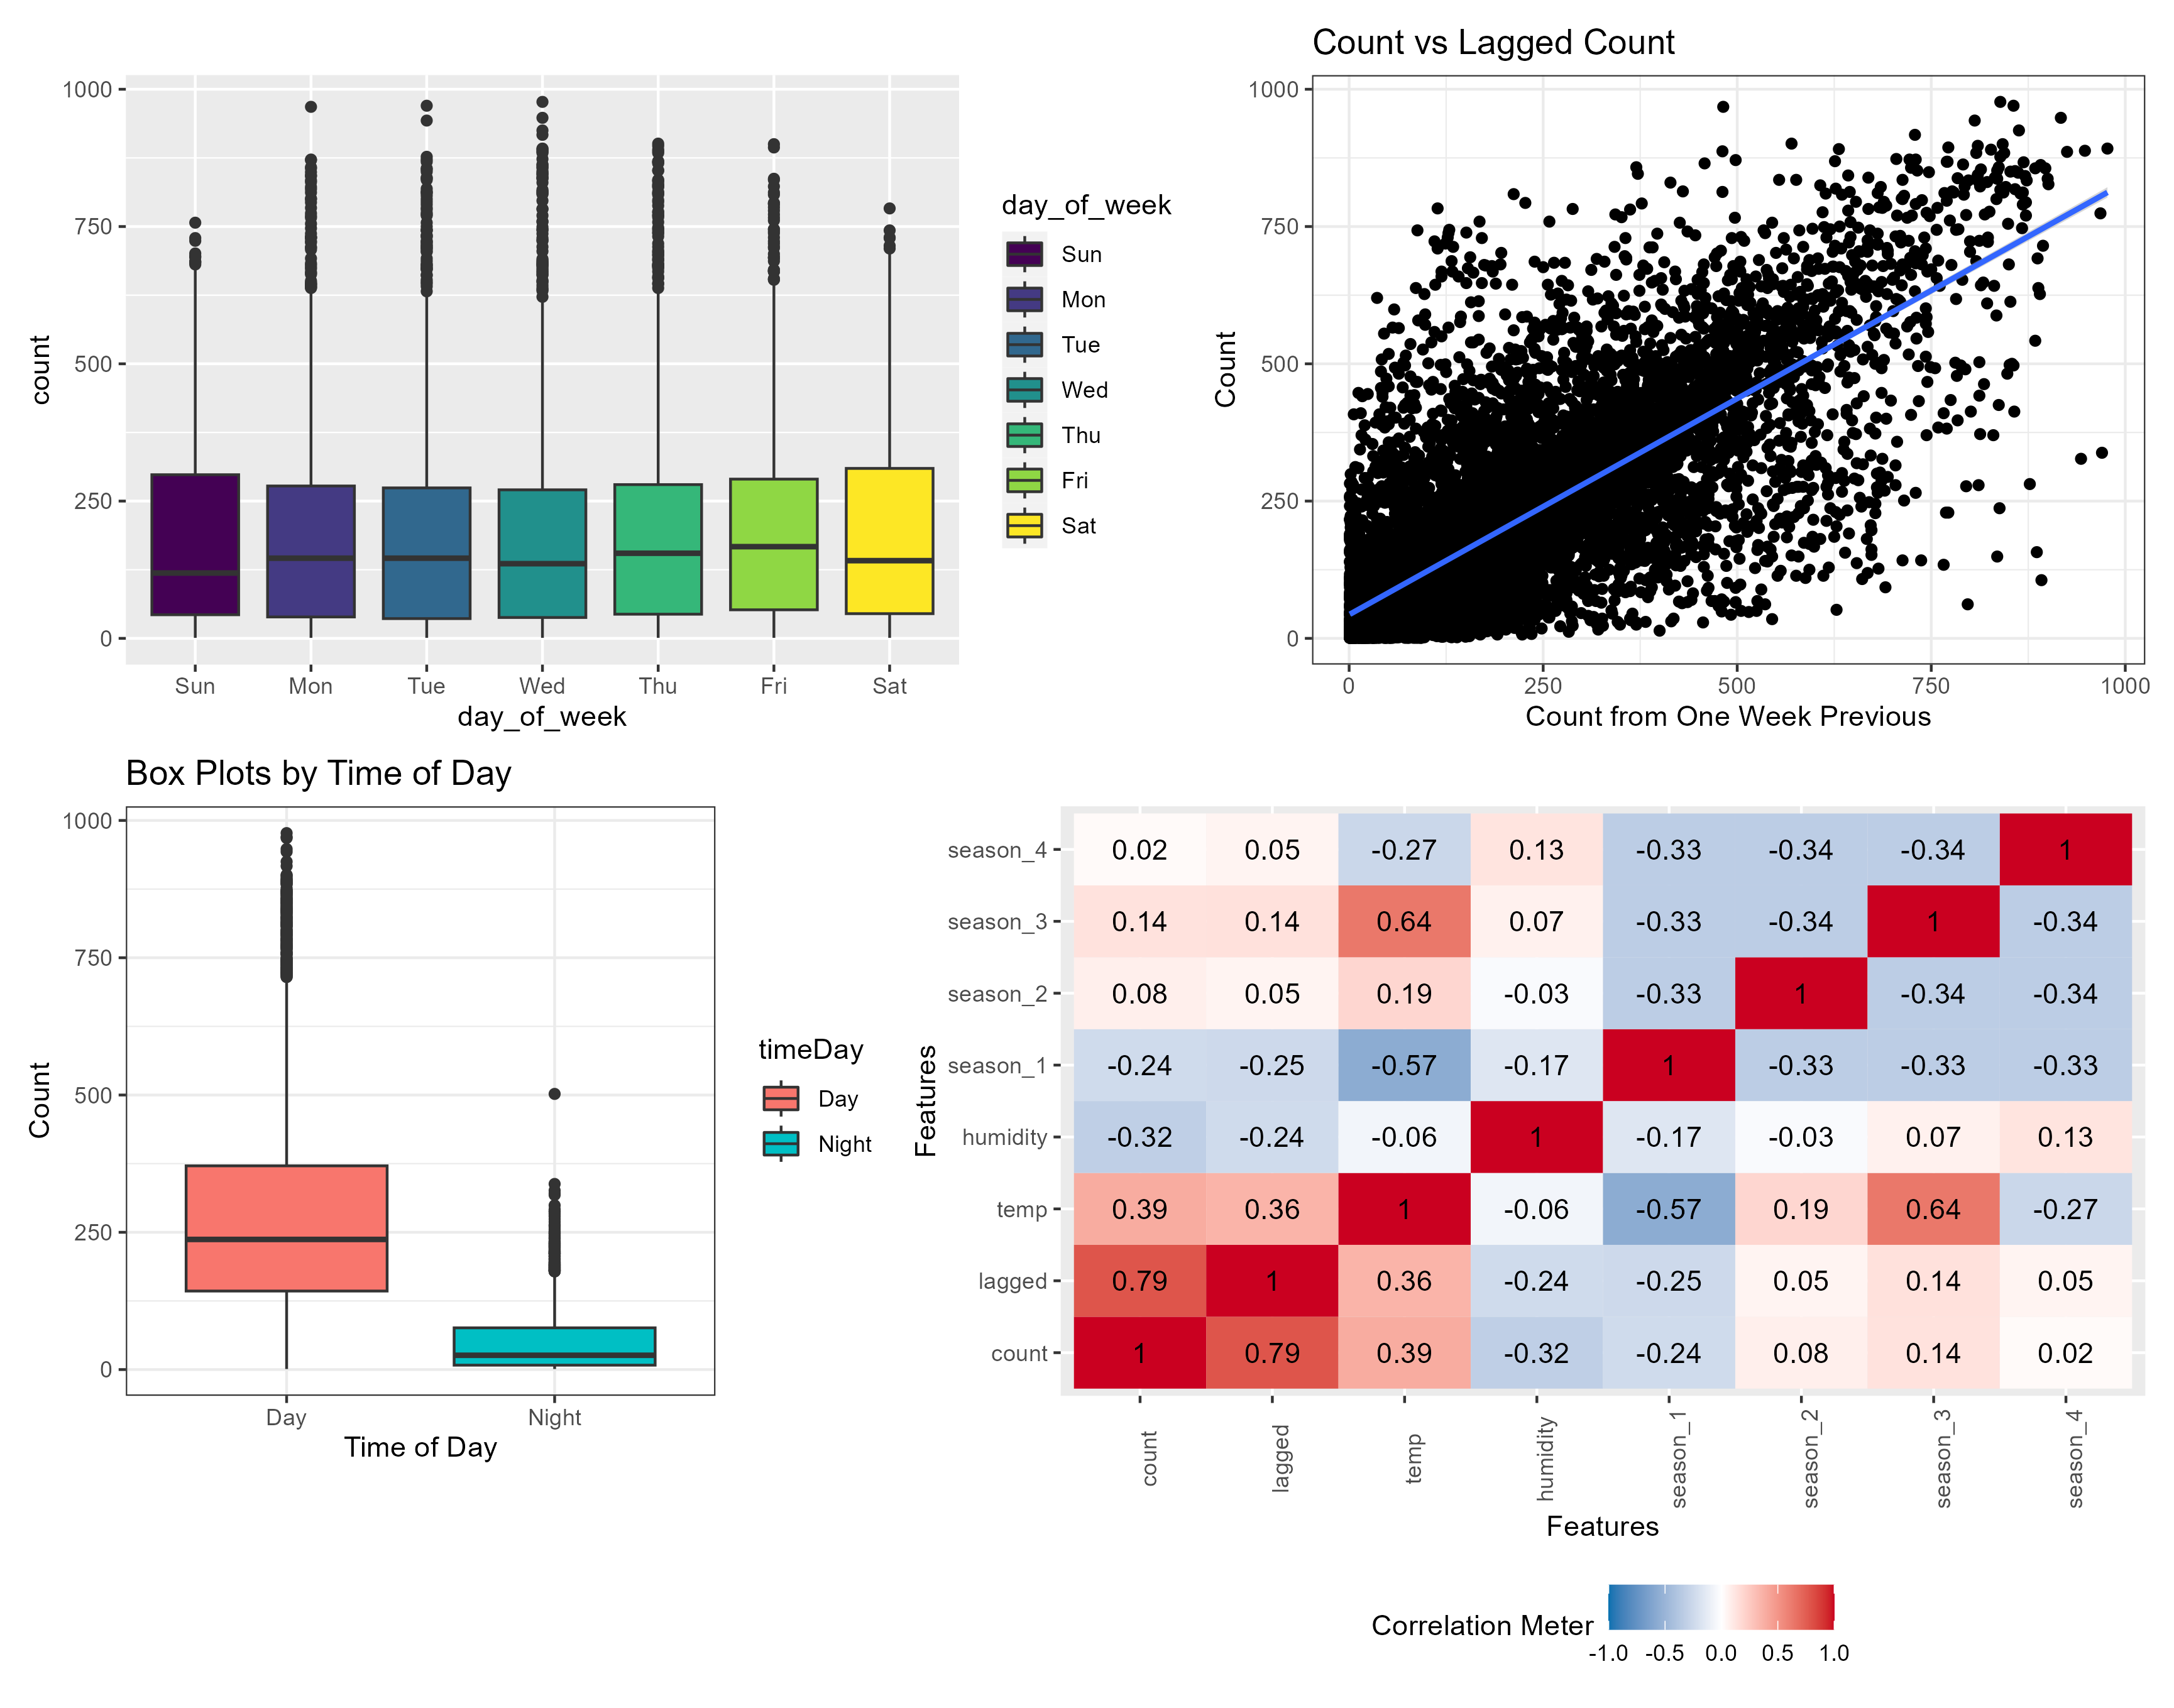 1000
750
500
250
0
count
Sun Mon Tue Wed Thu Fri Sat
day_of_week
day_of_week
Sun
Mon
Tue
Wed
Thu
Fri
Sat
Count vs Lagged Count
1000
750
500
250
0
Count
0 250 500 750 1000
Count from One Week Previous
Box Plots by Time of Day
1000
750
500
250
0
Count
Day Night
Time of Day
timeDay
Day
Night
Features
season_4 0.02 0.05 -0.27 0.13 -0.33 -0.34 -0.34 1
season_3 0.14 0.14 0.64 0.07 -0.33 -0.34 1 -0.34
season_2 0.08 0.05 0.19 -0.03 -0.33 1 -0.34 -0.34
season_1 -0.24 -0.25 -0.57 -0.17 1 -0.33 -0.33 -0.33
humidity -0.32 -0.24 -0.06 1 -0.17 -0.03 0.07 0.13
temp 0.39 0.36 1 -0.06 -0.57 0.19 0.64 -0.27
lagged 0.79 1 0.36 -0.24 -0.25 0.05 0.14 0.05
count 1 0.79 0.39 -0.32 -0.24 0.08 0.14 0.02
count lagged temp humidity season_1 season_2 season_3 season_4
Features
Correlation Meter
-1.0 -0.5 0.0 0.5 1.0